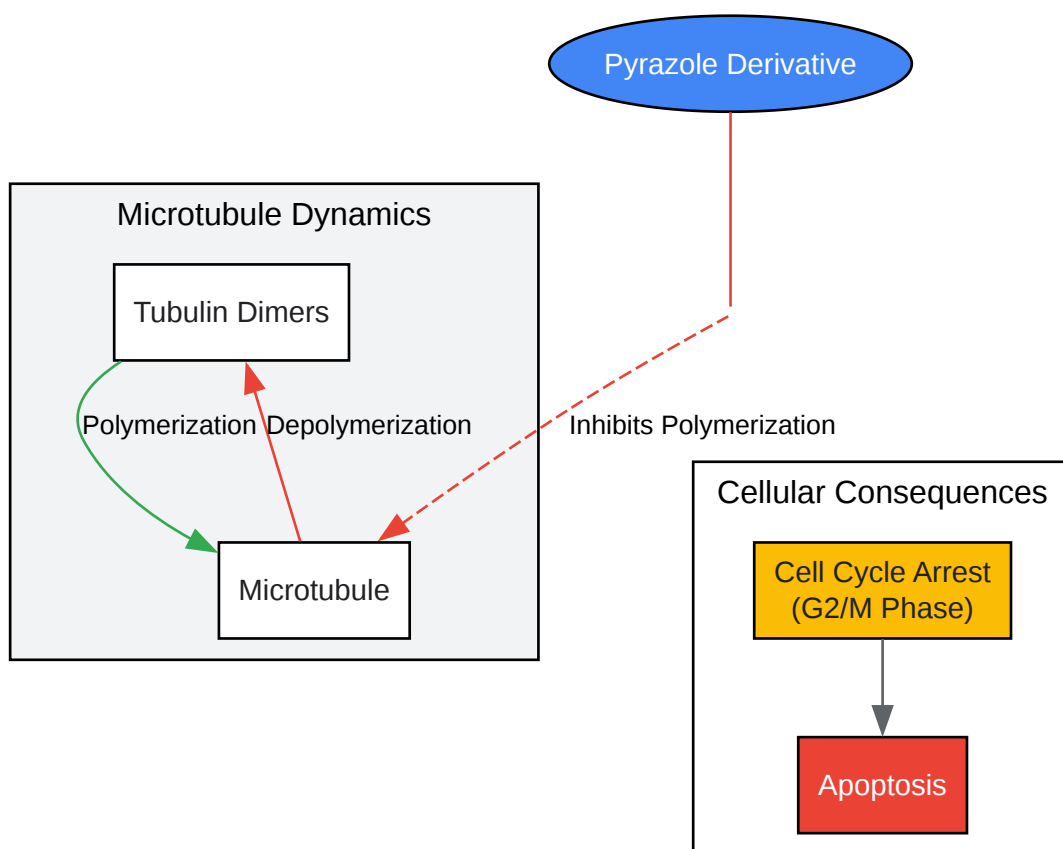 Pyrazole Derivative
Microtubule Dynamics
Tubulin Dimers
Polymerization
Depolymerization
Inhibits Polymerization
Microtubule
Cellular Consequences
Cell Cycle Arrest
(G2/M Phase)
Apoptosis